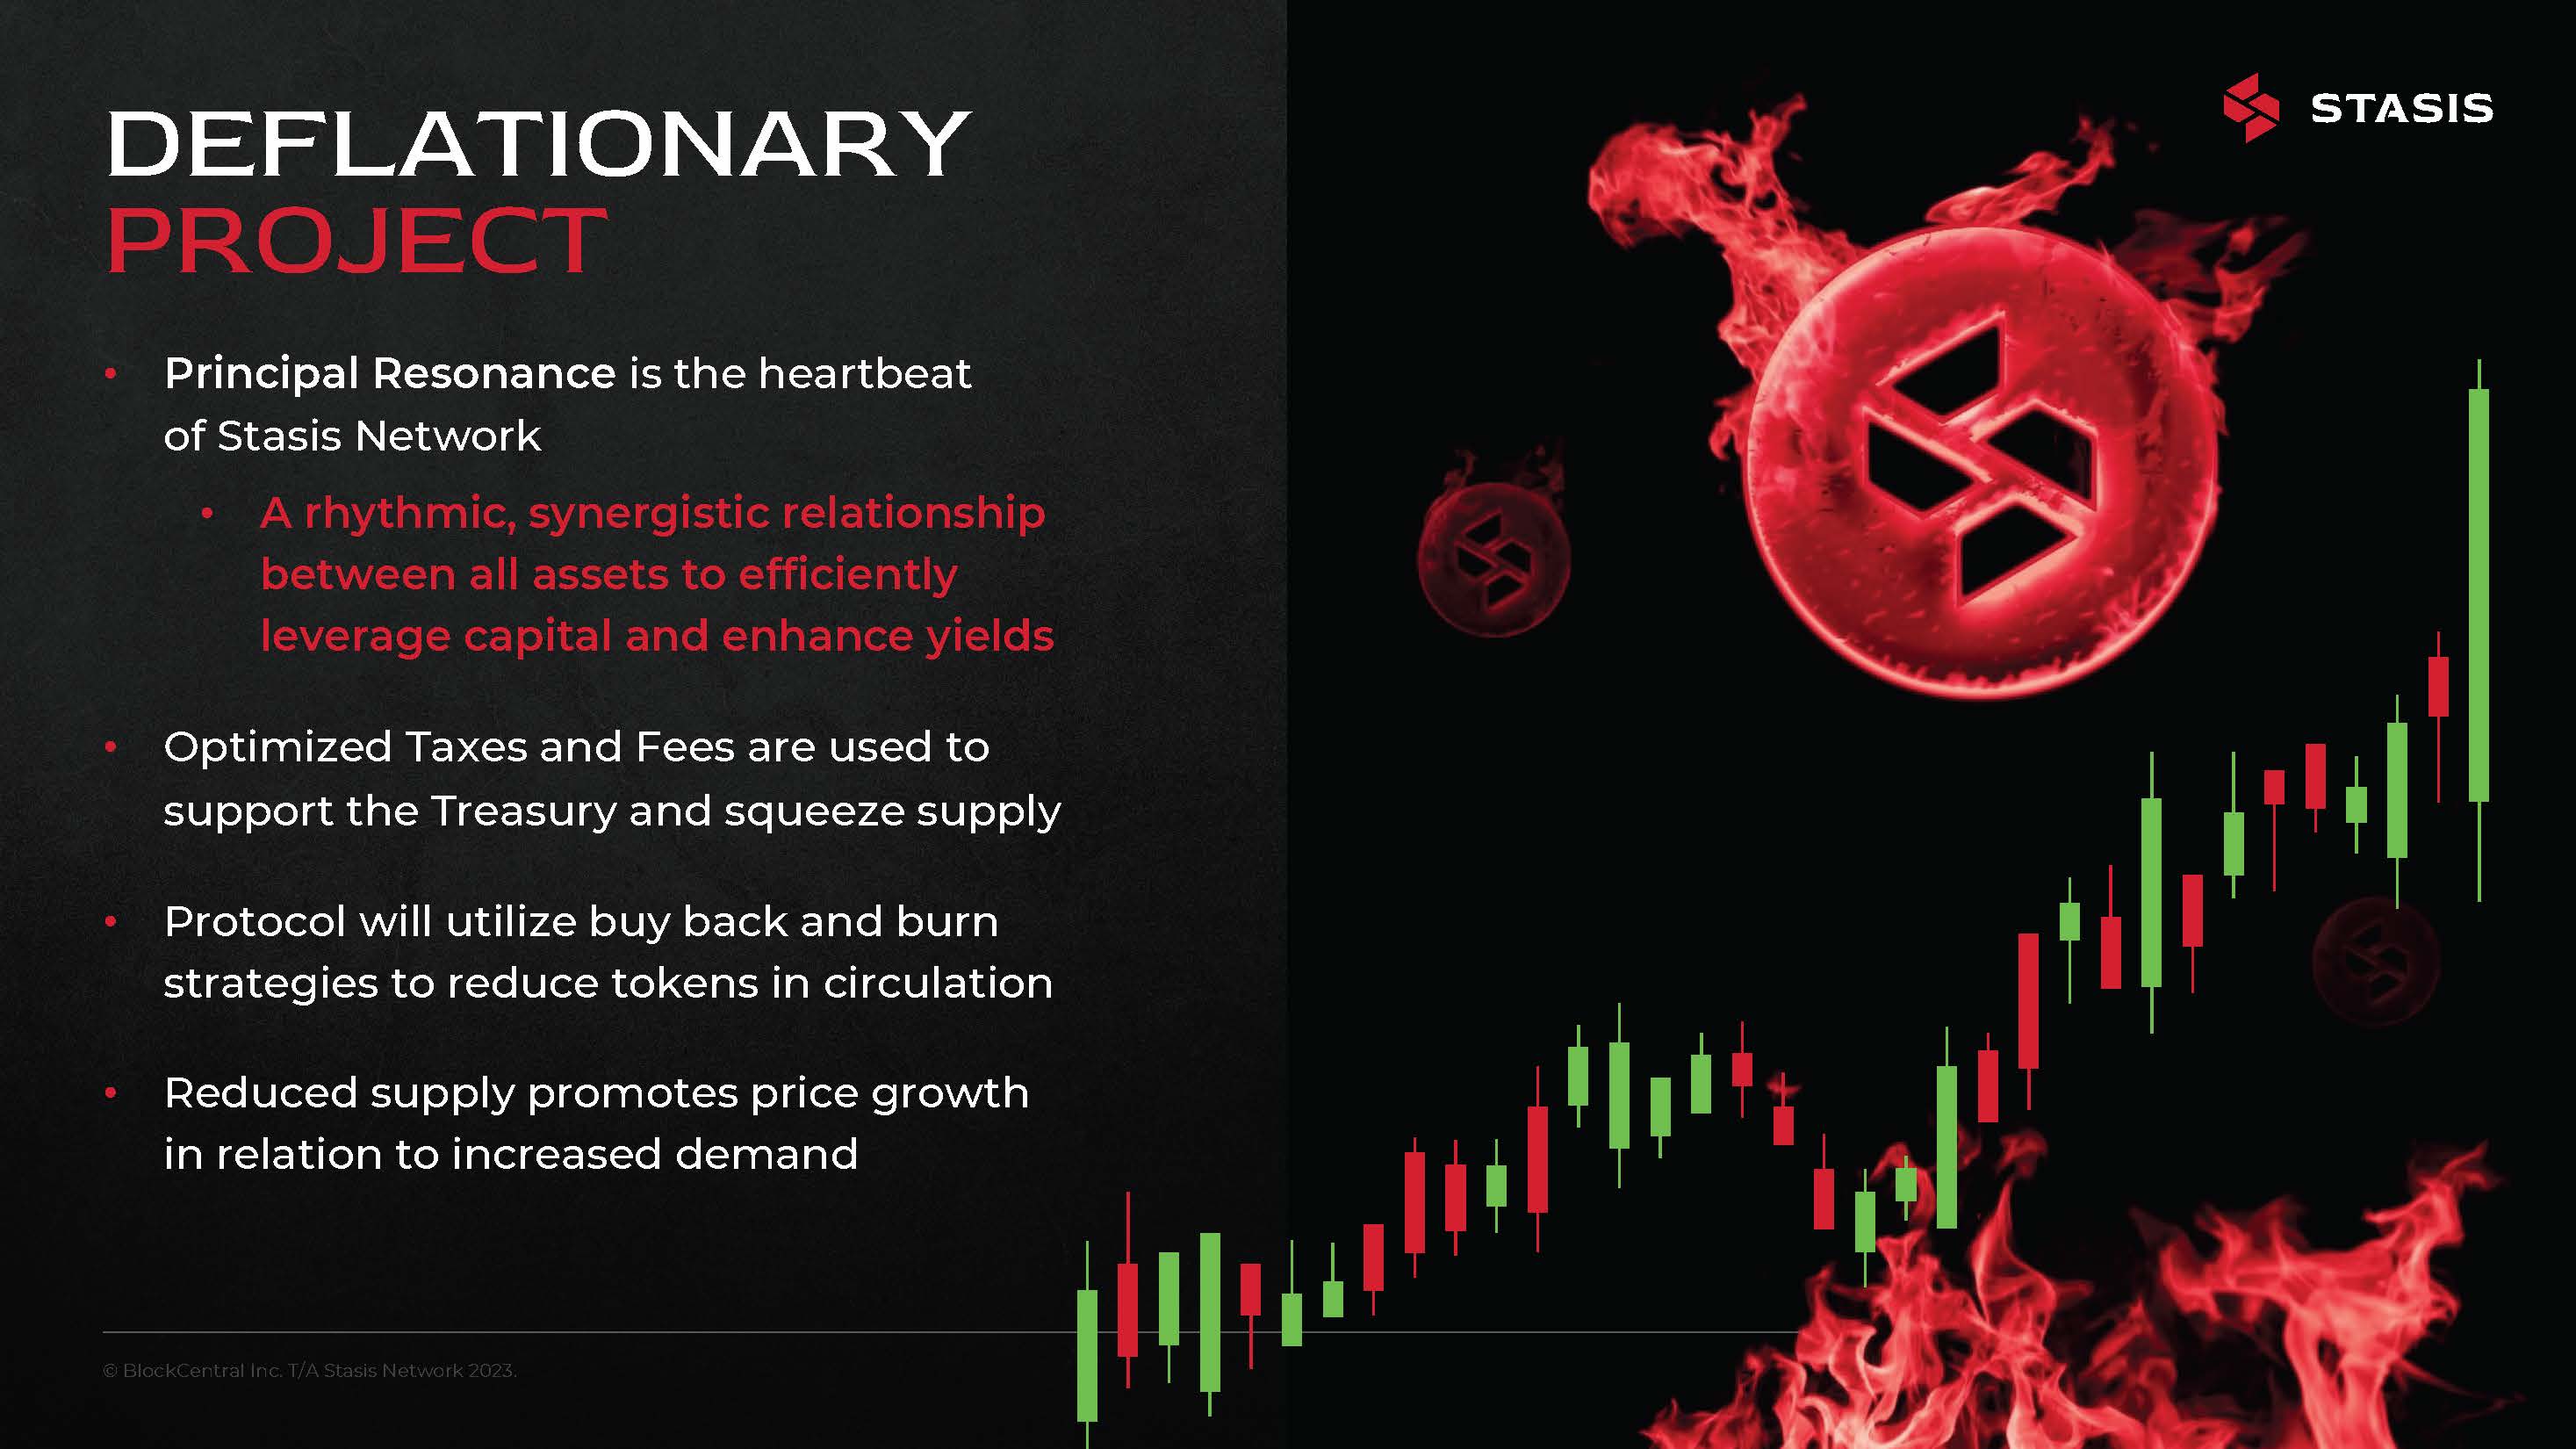 DEFLATIONARY
PROJECT
STASIS
• Principal Resonance is the heartbeat
of Stasis Network
• A rhythmic, synergistic relationship
between all assets to efficiently
leverage capital and enhance yields
• Optimized Taxes and Fees are used to
support the Treasury and squeeze supply
• Protocol will utilize buy back and burn
strategies to reduce tokens in circulation
• Reduced supply promotes price growth
in relation to increased demand
© BlockCentral Inc. T/A Stasis Network 2023.